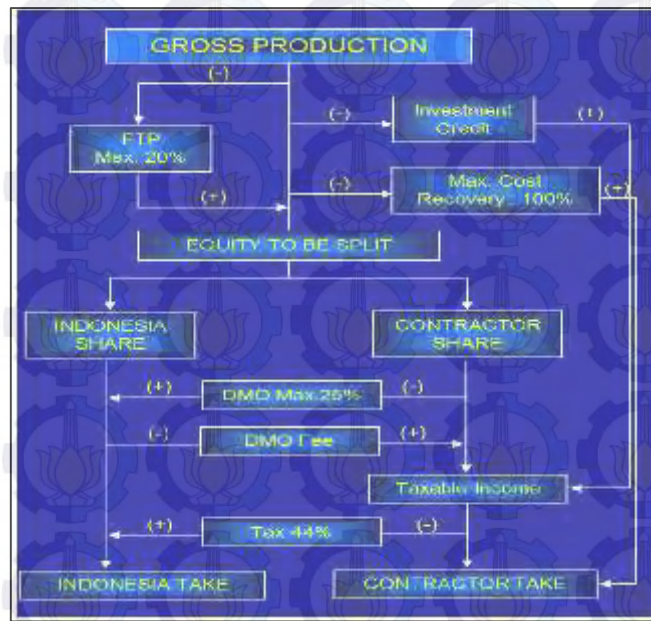 GROSS PRODUCTION
(-)
(-)
Investment
Credit
(+)
FTP
Max. 20%
(+)
(-)
Max. Cost
Recovery : 100%
(+)
EQUITY TO BE SPLIT
INDONESIA
SHARE
CONTRACTOR
SHARE
(+)
DMO Max.25%
(-)
(-)
DMO Fee
(+)
Taxable Income
(+)
Tax 44%
(-)
INDONESIA TAKE
CONTRACTOR TAKE